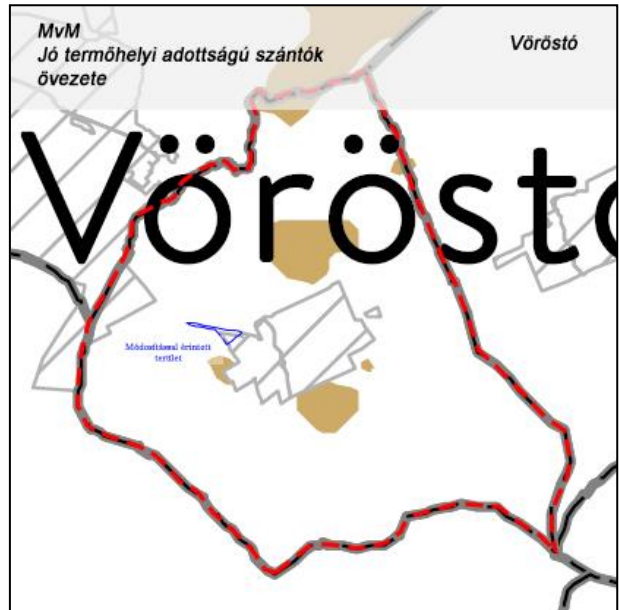 MvM
Jó termőhelyi adottságú szántók
övezete
Vöröstó
Vöröstó
Módosítással érintett
terület